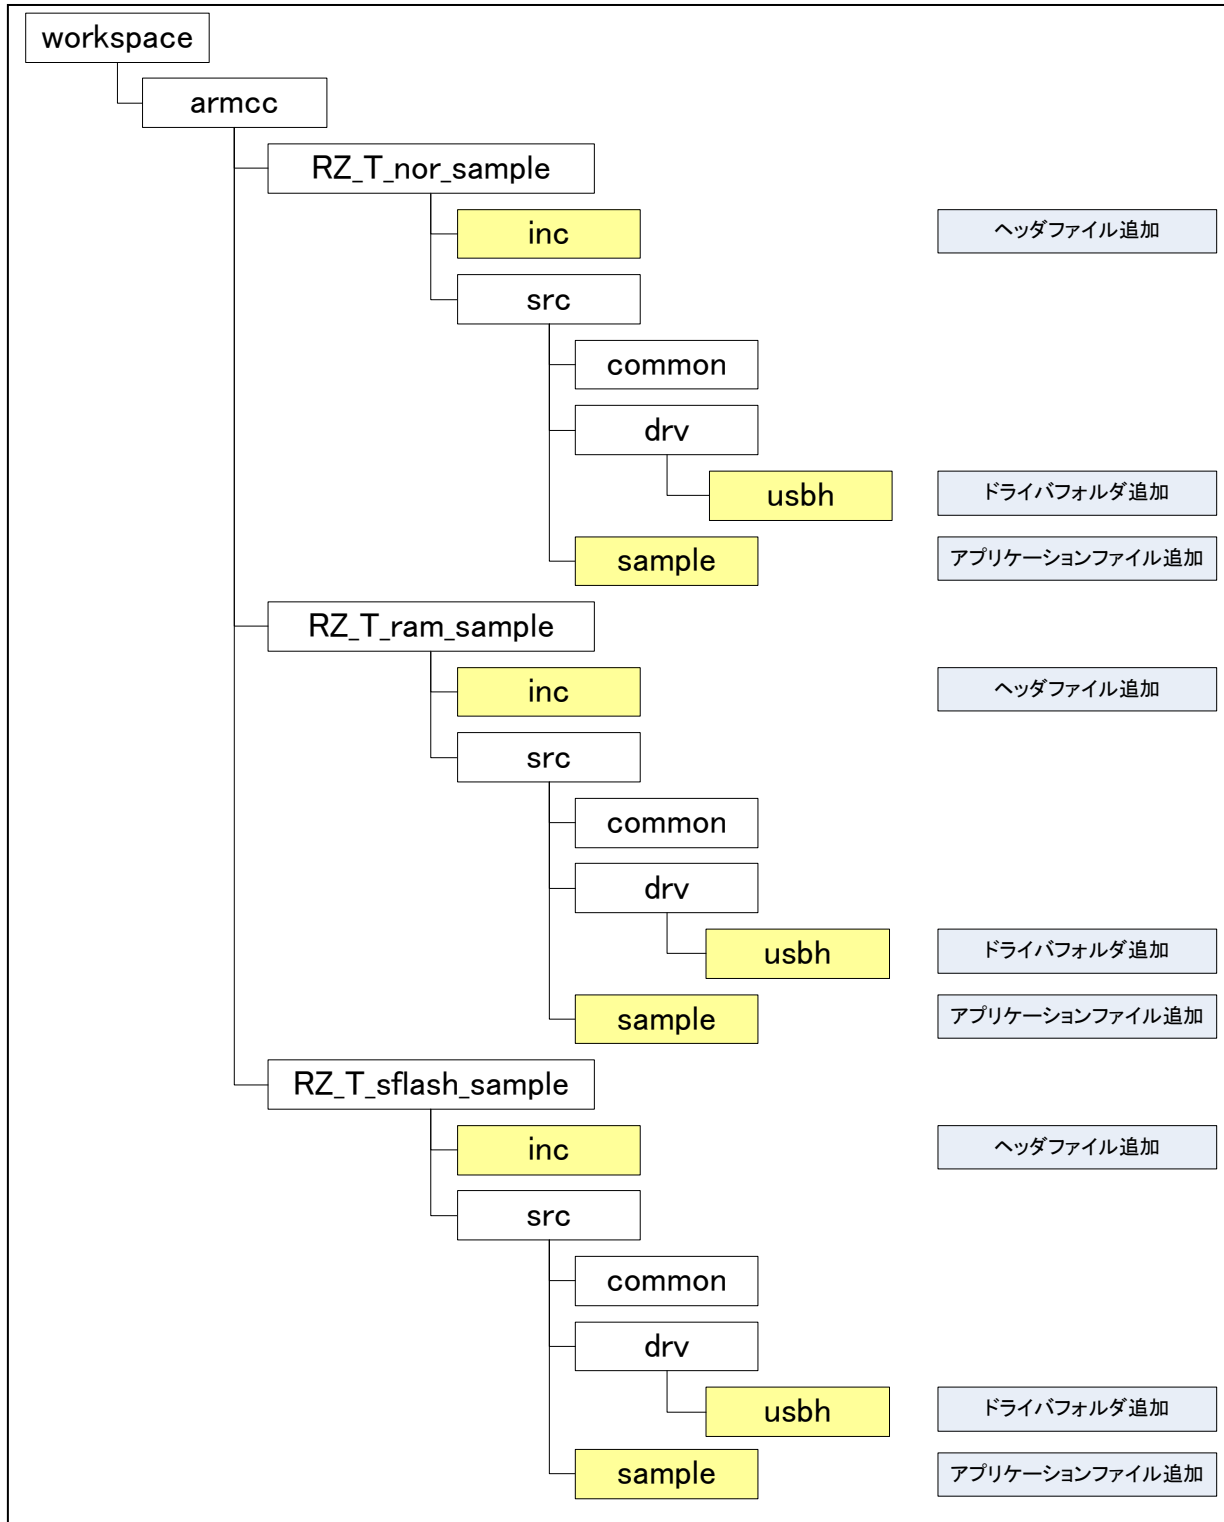 workspace
armcc
RZ_T_nor_sample
inc ヘッダファイル追加
src
common
drv
usbh ドライバフォルダ追加
sample アプリケーションファイル追加
RZ_T_ram_sample
inc ヘッダファイル追加
src
common
drv
usbh ドライバフォルダ追加
sample アプリケーションファイル追加
RZ_T_sflash_sample
inc ヘッダファイル追加
src
common
drv
usbh ドライバフォルダ追加
sample アプリケーションファイル追加